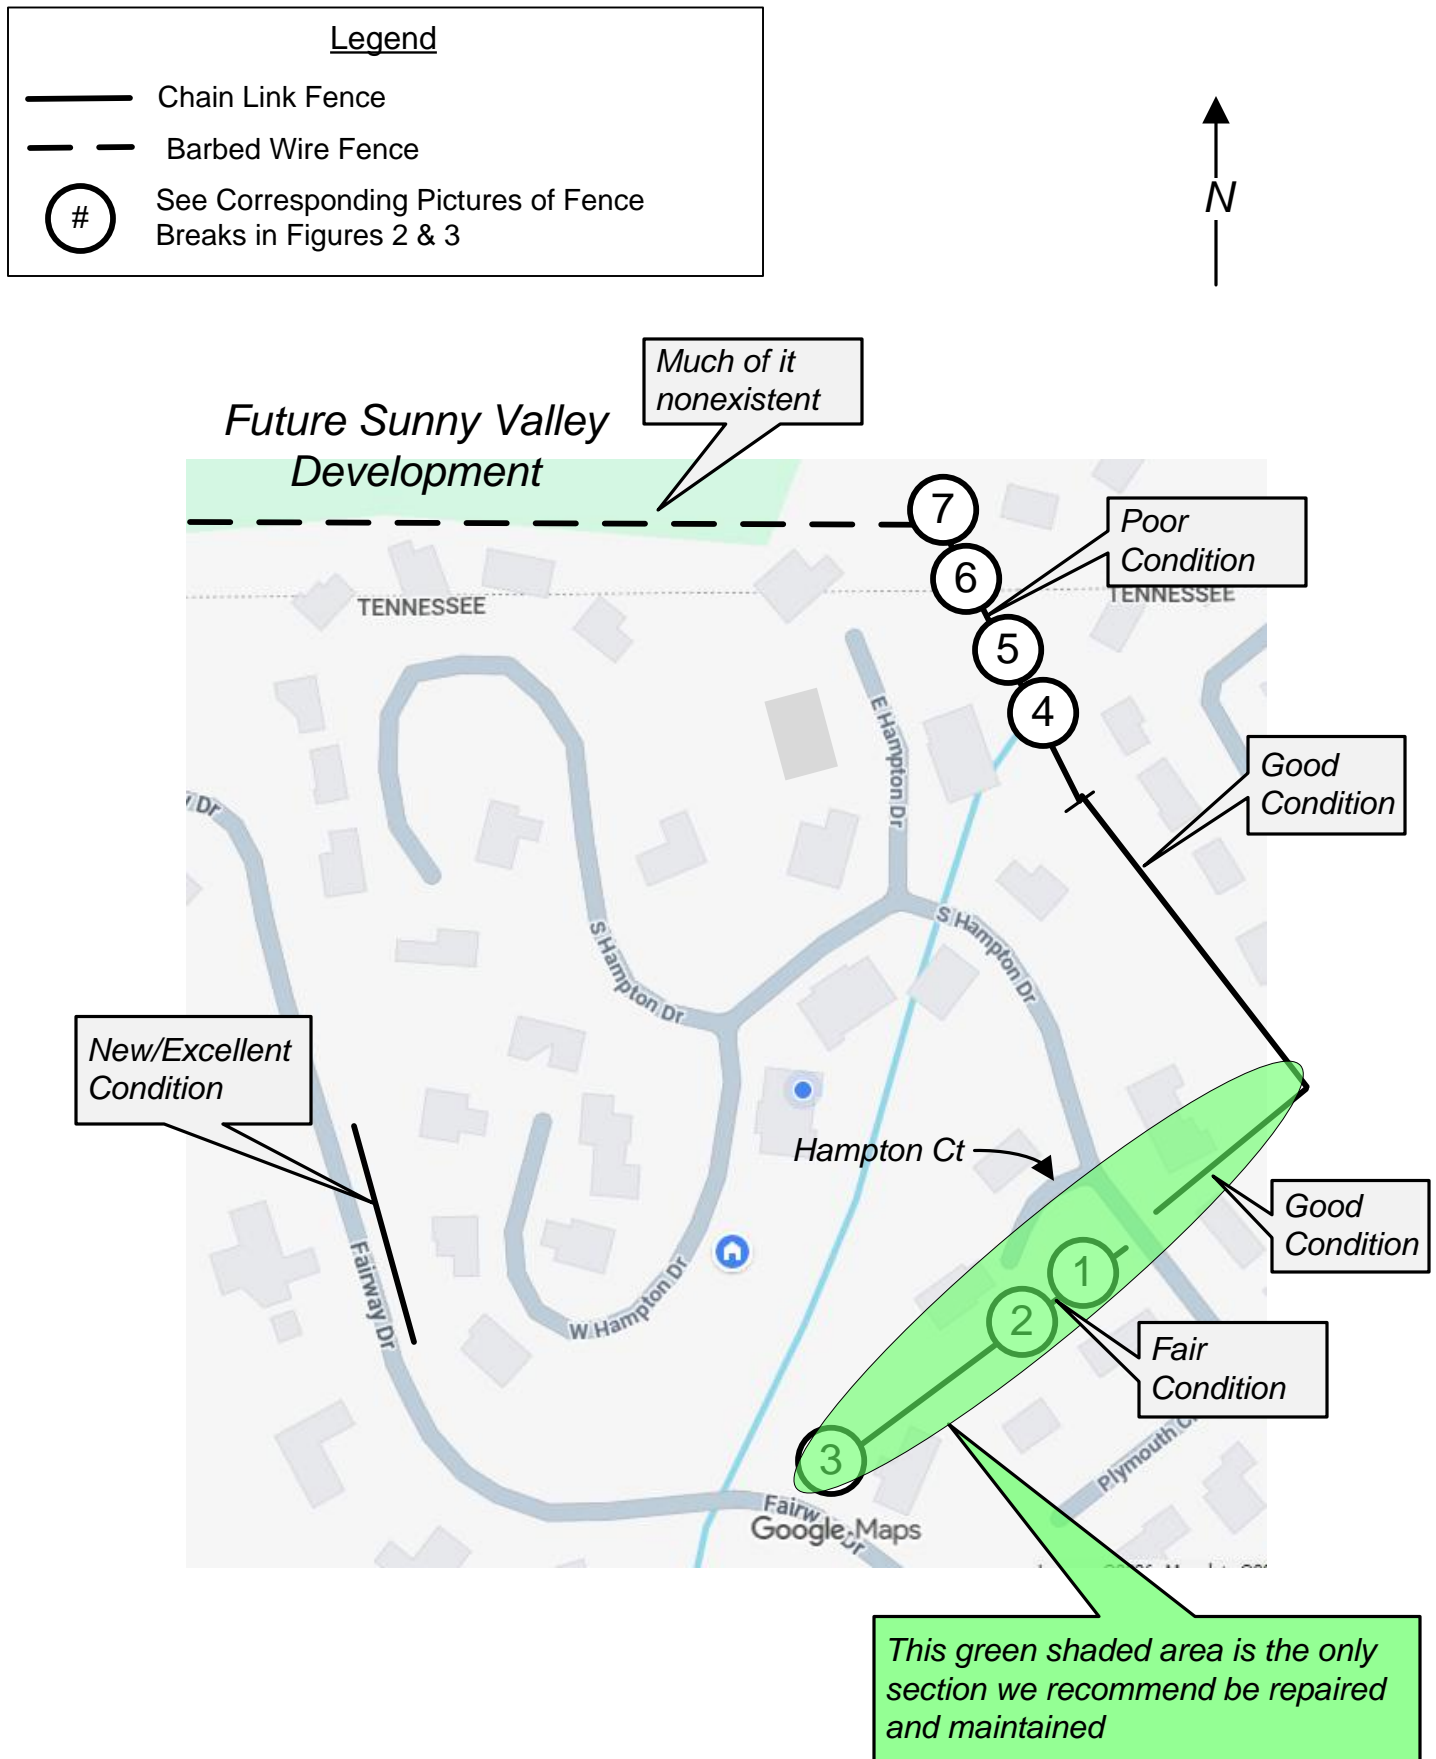 Legend
Chain Link Fence
Barbed Wire Fence
#
See Corresponding Pictures of Fence
Breaks in Figures 2 & 3
N
Much of it
nonexistent
Future Sunny Valley
Development
7
Poor
Condition
6
TENNESSEE
TENNESSEE
5
4
E Hampton Dr
Good
Condition
Dr
S Hampton Dr
S Hampton Dr
New/Excellent
Condition
Hampton Ct
Good
Condition
1
2
Fair
Condition
Fairway Dr
W Hampton Dr
3
Plymouth
Fairw
Dr
Google Maps
This green shaded area is the only
section we recommend be repaired
and maintained